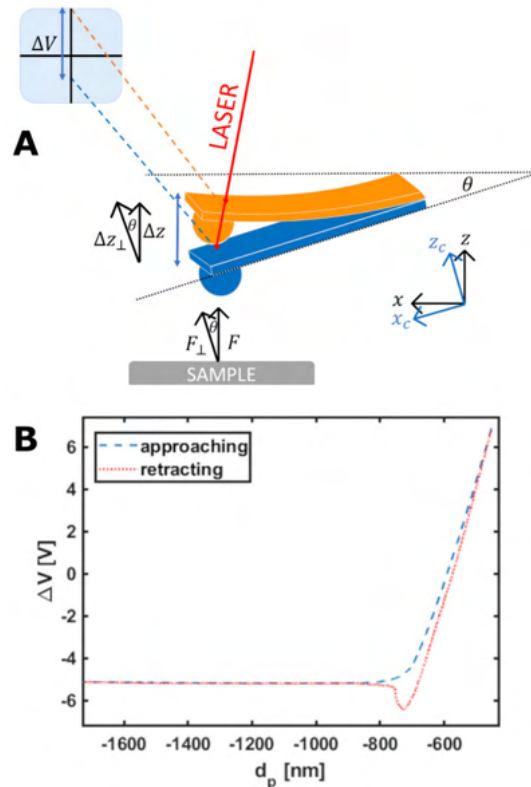 ΔV
A
LASER
θ
Δz⊥
θ
Δz
z_c
z
x
x_c
F⊥
θ
F
SAMPLE
B
approaching
retracting
6
4
2
0
-2
-4
-6
ΔV [V]
-1600 -1400 -1200 -1000 -800 -600
d_p [nm]